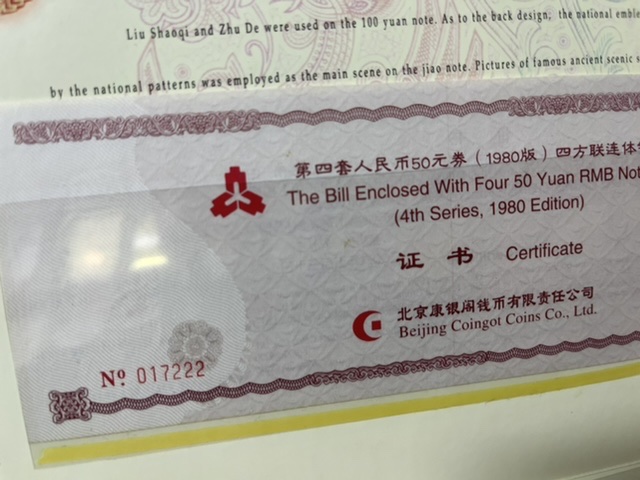 Liu Shaoqi and Zhu De were used on the 100 yuan note. As to the back design, the national
by the national patterns was employed as the main scene on the jiao note. Pictures of famous ancient scenic
第四套人民币50元券（1980版）四方联连体
The Bill Enclosed With Four 50 Yuan RMB
(4th Series, 1980 Edition)
证书 Certificate
北京康银阁钱币有限责任公司
Beijing Coingot Coins Co., Ltd.
Nº 017222